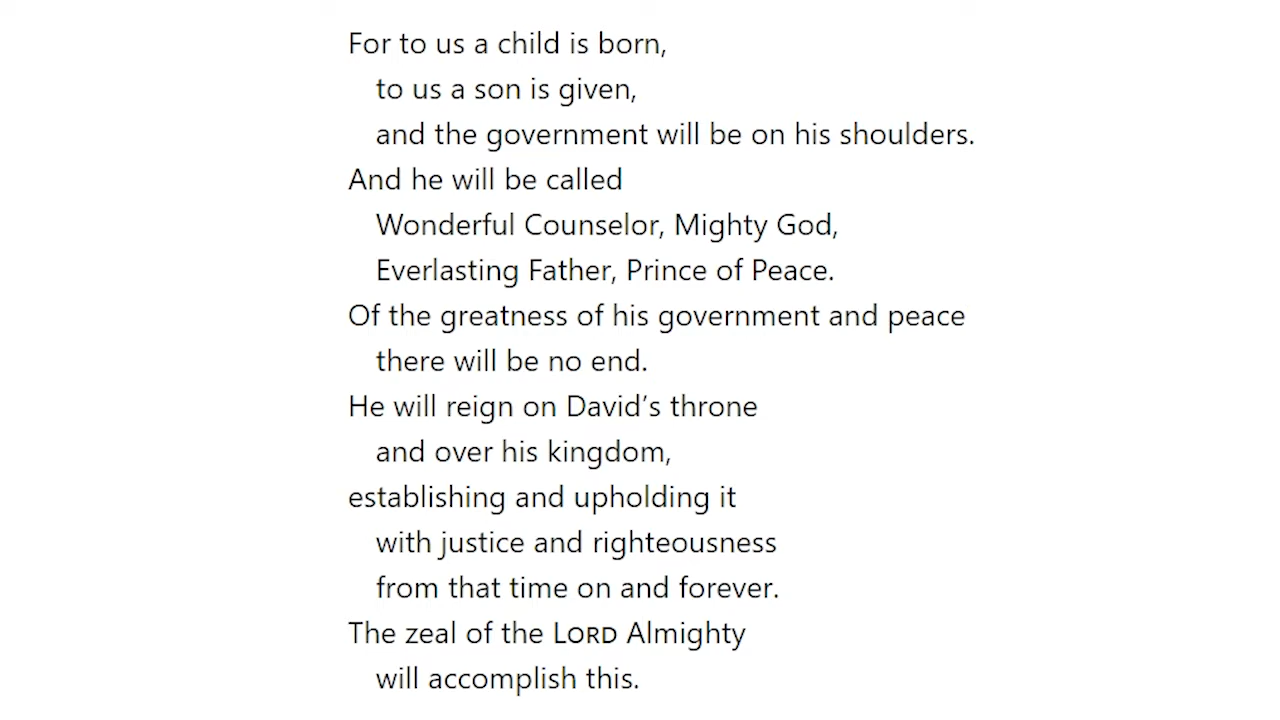 For to us a child is born,
to us a son is given,
and the government will be on his shoulders.
And he will be called
Wonderful Counselor, Mighty God,
Everlasting Father, Prince of Peace.
Of the greatness of his government and peace
there will be no end.
He will reign on David’s throne
and over his kingdom,
establishing and upholding it
with justice and righteousness
from that time on and forever.
The zeal of the LORD Almighty
will accomplish this.